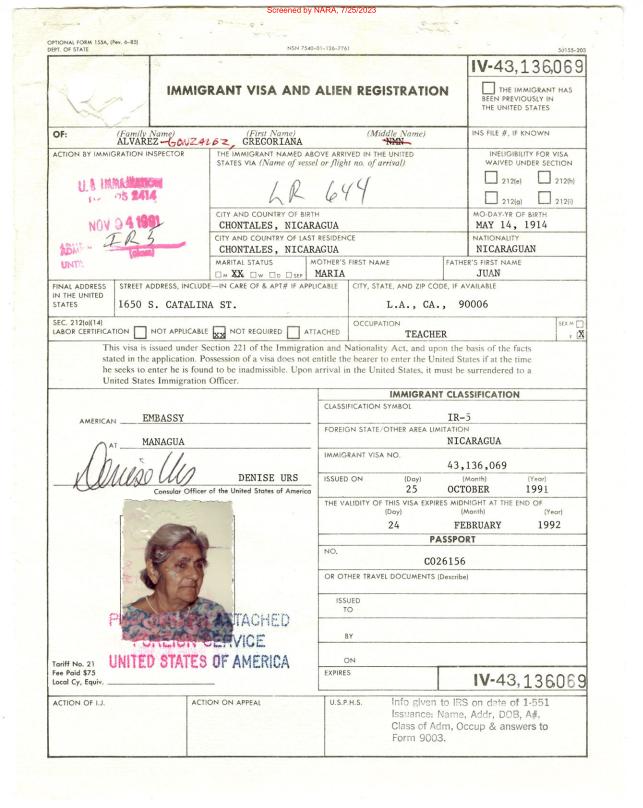 Screened by NARA, 7/25/2023
OPTIONAL FORM 155A, (Rev. 6-85)
DEPT. OF STATE
NSN 7540-01-136-7761
50155-203
IV-43,136,069
IMMIGRANT VISA AND ALIEN REGISTRATION
THE IMMIGRANT HAS
BEEN PREVIOUSLY IN
THE UNITED STATES
OF: (Family Name) (First Name) (Middle Name)
ALVAREZ-GONZALEZ, GREGORIANA NMN
INS FILE #, IF KNOWN
ACTION BY IMMIGRATION INSPECTOR
U.S. IMMIGRATION
2414
NOV 04 1991
IR5
(class)
UNTIL
THE IMMIGRANT NAMED ABOVE ARRIVED IN THE UNITED
STATES VIA (Name of vessel or flight no. of arrival)
LR 644
INELIGIBILITY FOR VISA
WAIVED UNDER SECTION
212(e) 212(h)
212(g) 212(i)
CITY AND COUNTRY OF BIRTH
CHONTALES, NICARAGUA
MO-DAY-YR OF BIRTH
MAY 14, 1914
CITY AND COUNTRY OF LAST RESIDENCE
CHONTALES, NICARAGUA
NATIONALITY
NICARAGUAN
MARITAL STATUS
M XX W D SEP
MOTHER'S FIRST NAME
MARIA
FATHER'S FIRST NAME
JUAN
FINAL ADDRESS
IN THE UNITED
STATES
STREET ADDRESS, INCLUDE—IN CARE OF & APT# IF APPLICABLE
1650 S. CATALINA ST.
CITY, STATE, AND ZIP CODE, IF AVAILABLE
L.A., CA., 90006
SEC. 212(a)(14)
LABOR CERTIFICATION NOT APPLICABLE XX NOT REQUIRED ATTACHED
OCCUPATION
TEACHER
SEX M
F X
This visa is issued under Section 221 of the Immigration and Nationality Act, and upon the basis of the facts
stated in the application. Possession of a visa does not entitle the bearer to enter the United States if at the time
he seeks to enter he is found to be inadmissible. Upon arrival in the United States, it must be surrendered to a
United States Immigration Officer.
AMERICAN EMBASSY
AT MANAGUA
Denise Urs
DENISE URS
Consular Officer of the United States of America
IMMIGRANT CLASSIFICATION
CLASSIFICATION SYMBOL
IR-5
FOREIGN STATE/OTHER AREA LIMITATION
NICARAGUA
IMMIGRANT VISA NO.
43,136,069
ISSUED ON (Day) (Month) (Year)
25 OCTOBER 1991
THE VALIDITY OF THIS VISA EXPIRES MIDNIGHT AT THE END OF
(Day) (Month) (Year)
24 FEBRUARY 1992
PASSPORT
NO.
C026156
OR OTHER TRAVEL DOCUMENTS (Describe)
ISSUED
TO
BY
ON
EXPIRES
ATTACHED
FOREIGN SERVICE
UNITED STATES OF AMERICA
Tariff No. 21
Fee Paid $75
Local Cy, Equiv.
IV-43,136,069
ACTION OF I.J.
ACTION ON APPEAL
U.S.P.H.S.
Info given to IRS on date of 1-551
Issuance: Name, Addr, DOB, A#,
Class of Adm, Occup & answers to
Form 9003.